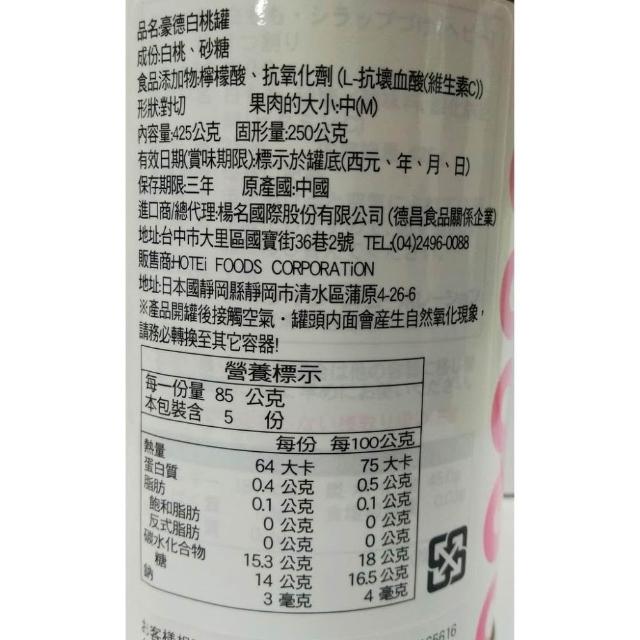 品名:豪德白桃罐
成份:白桃、砂糖
食品添加物:檸檬酸、抗氧化劑(L-抗壞血酸(維生素C))
形狀:對切 果肉的大小:中(M)
內容量:425公克 固形量:250公克
有效日期(賞味期限):標示於罐底(西元、年、月、日)
保存期限:三年 原產國:中國
進口商/總代理:楊名國際股份有限公司(德昌食品關係企業)
地址:台中市大里區國寶街36巷2號 TEL:(04)2496-0088
販售商:HOTEi FOODS CORPORATiON
地址:日本國靜岡縣靜岡市清水區蒲原4-26-6
※產品開罐後接觸空氣，罐頭內面會產生自然氧化現象，
請務必轉換至其它容器!
營養標示
每一份量 85 公克
本包裝含 5 份
每份 每100公克
熱量 64 大卡 75 大卡
蛋白質 0.4 公克 0.5 公克
脂肪 0.1 公克 0.1 公克
飽和脂肪 0 公克 0 公克
反式脂肪 0 公克 0 公克
碳水化合物 15.3 公克 18 公克
糖 14 公克 16.5 公克
鈉 3 毫克 4 毫克